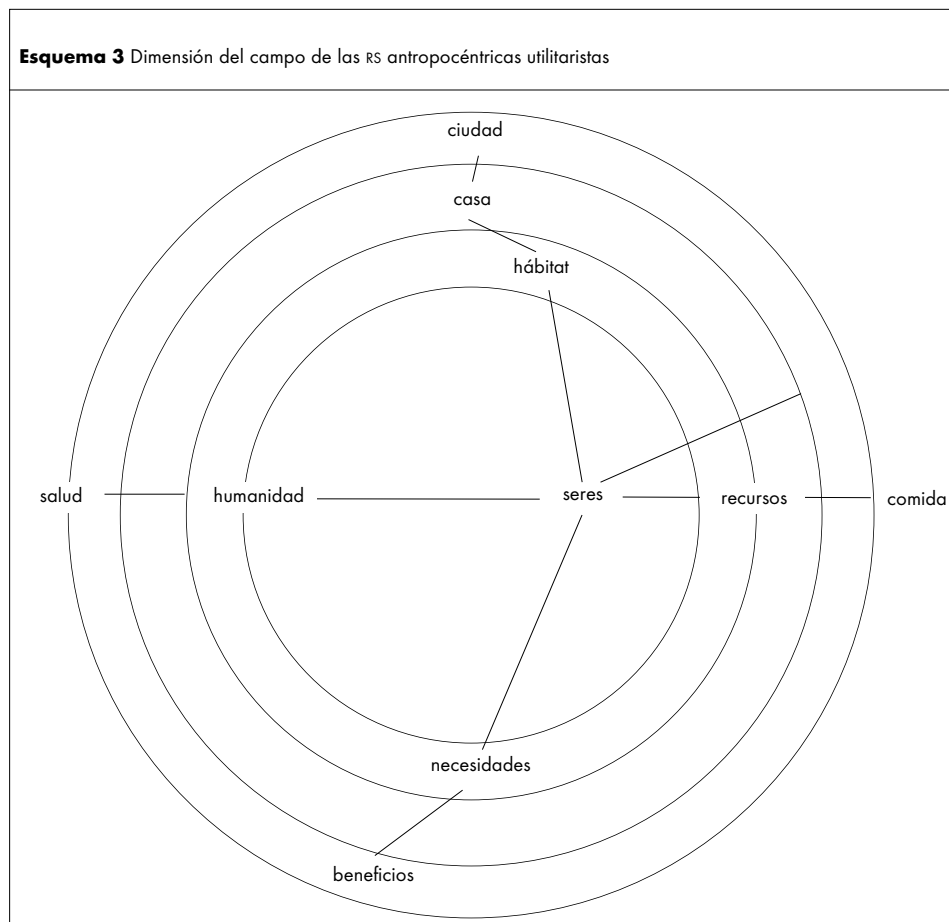 Esquema 3 Dimensión del campo de las RS antropocéntricas utilitaristas
ciudad
casa
hábitat
salud
humanidad
seres
recursos
comida
necesidades
beneficios